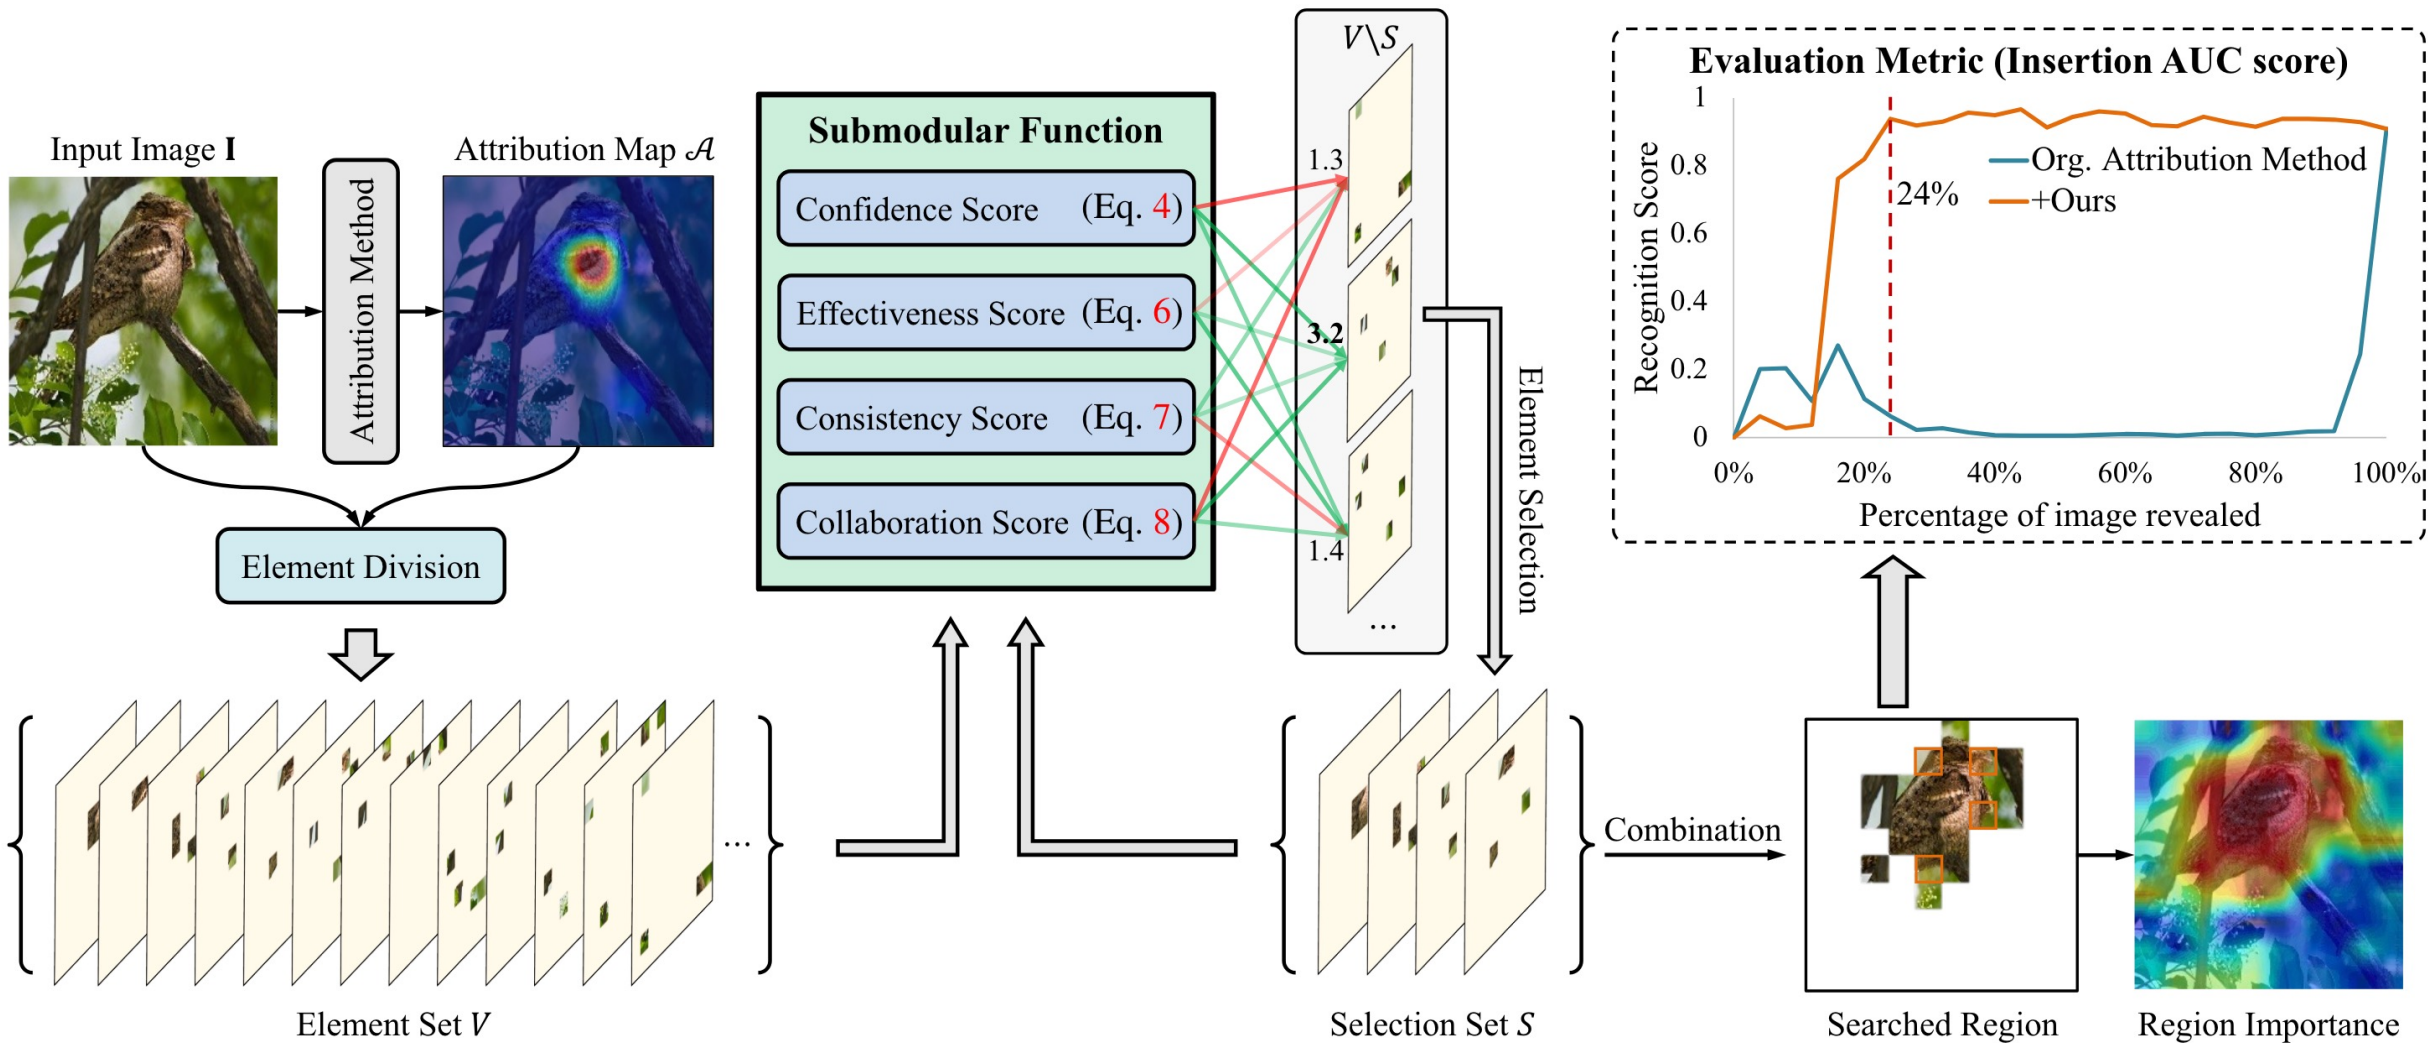 Input Image I
Attribution Method
Attribution Map 𝒜
Element Division
Element Set V
Submodular Function
Confidence Score (Eq. 4)
Effectiveness Score (Eq. 6)
Consistency Score (Eq. 7)
Collaboration Score (Eq. 8)
V\S
1.3
3.2
1.4
...
Element Selection
...
Selection Set S
Combination
Searched Region
Region Importance
Evaluation Metric (Insertion AUC score)
Recognition Score
1
0.8
0.6
0.4
0.2
0
Org. Attribution Method
+Ours
24%
0% 20% 40% 60% 80% 100%
Percentage of image revealed